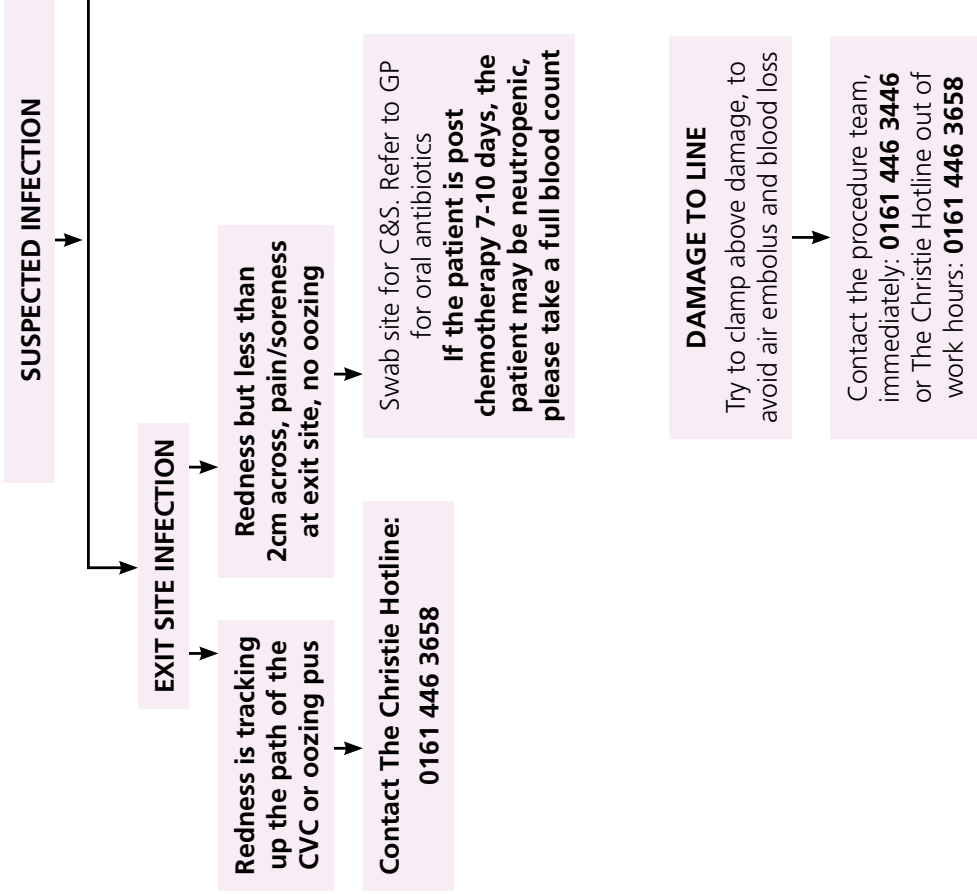 SUSPECTED INFECTION
EXIT SITE INFECTION
Redness is tracking
up the path of the
CVC or oozing pus
Contact The Christie Hotline:
0161 446 3658
Redness but less than
2cm across, pain/soreness
at exit site, no oozing
Swab site for C&S. Refer to GP
for oral antibiotics
If the patient is post
chemotherapy 7-10 days, the
patient may be neutropenic,
please take a full blood count
DAMAGE TO LINE
Try to clamp above damage, to
avoid air embolus and blood loss
Contact the procedure team,
immediately: 0161 446 3446
or The Christie Hotline out of
work hours: 0161 446 3658